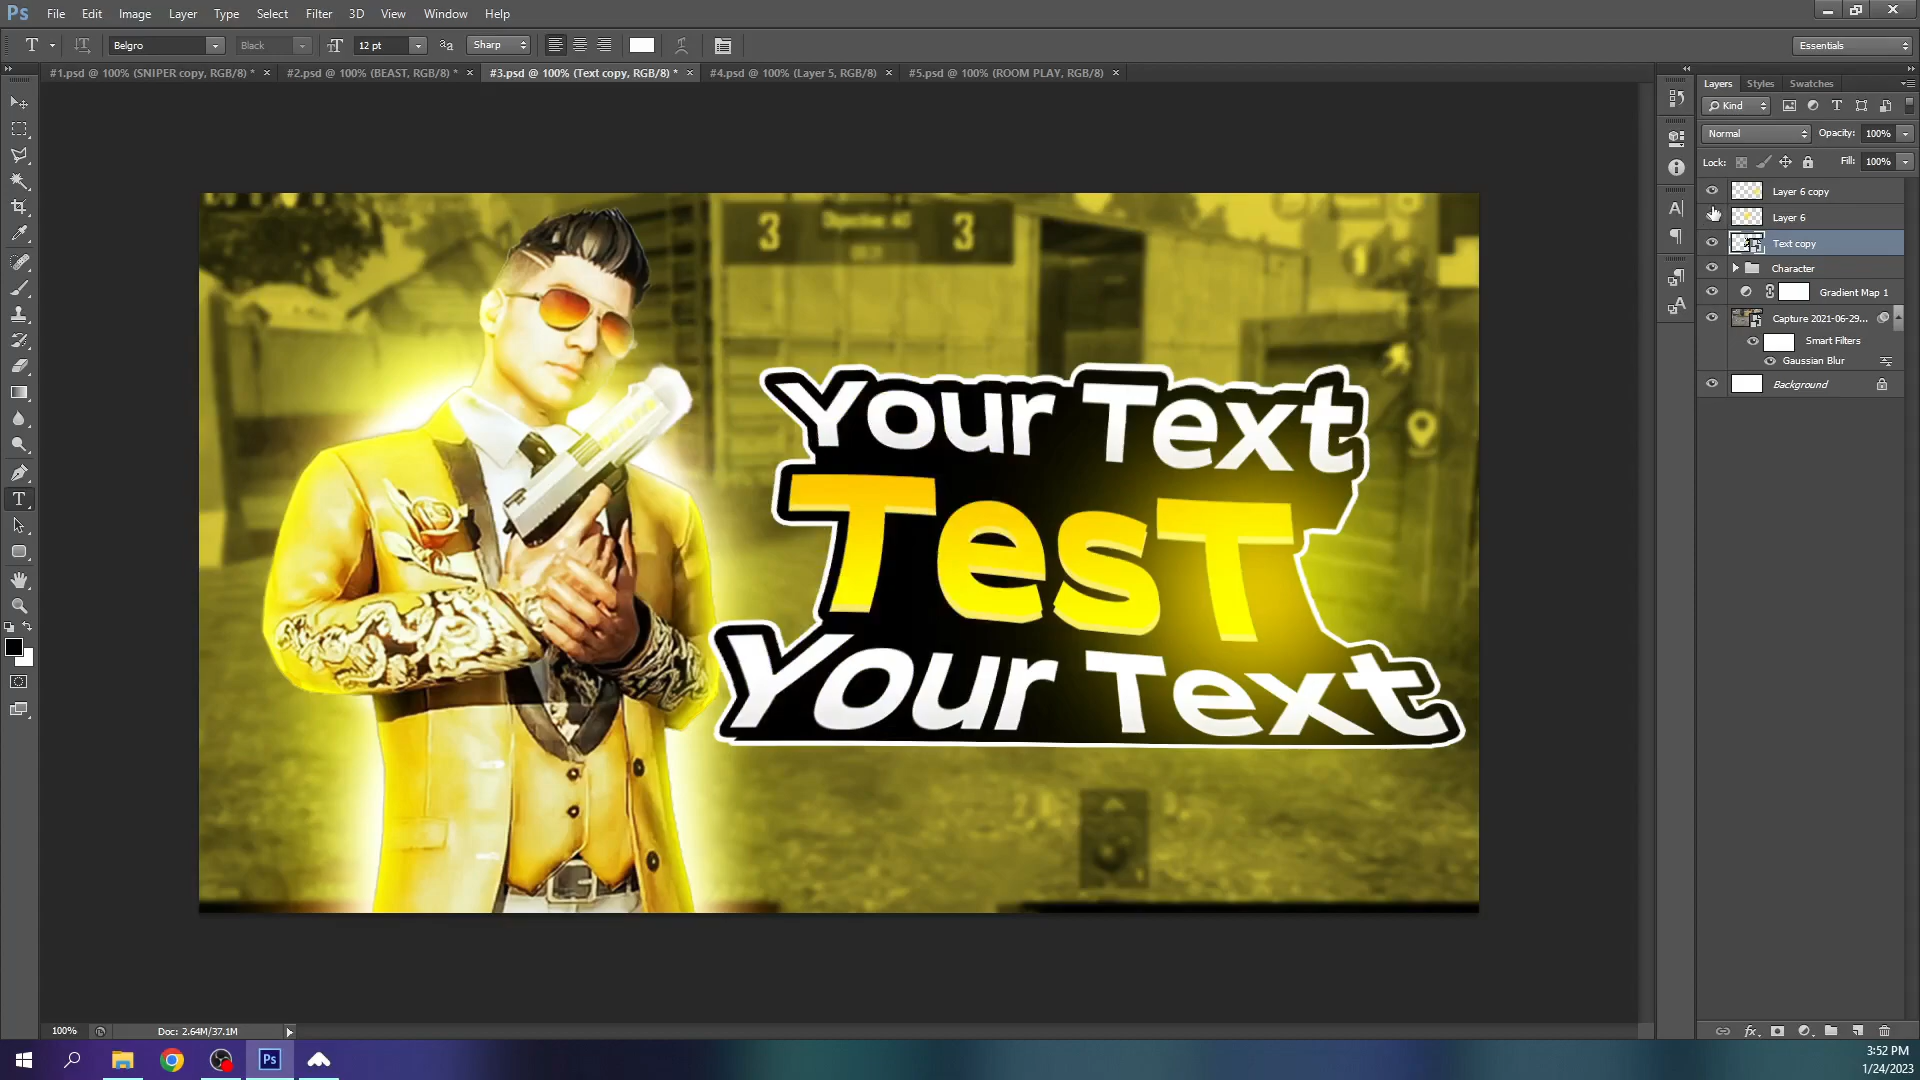 Ps File Edit Image Layer Type Select Filter 3D View Window Help
T Belgro Black 12 pt Sharp Essentials
#1.psd @ 100% (SNIPER copy, RGB/8) * × #2.psd @ 100% (BEAST, RGB/8) * × #3.psd @ 100% (Text copy, RGB/8) * × #4.psd @ 100% (Layer 5, RGB/8) × #5.psd @ 100% (ROOM PLAY, RGB/8) ×
Layers Styles Swatches
Kind
Normal Opacity: 100%
Lock: Fill: 100%
Layer 6 copy
Layer 6
Text copy
Character
Gradient Map 1
Capture 2021-06-29...
Smart Filters
Gaussian Blur
Background
3 3
Your Text
TesT
Your Text
100% Doc: 2.64M/37.1M
fx
Ps
3:52 PM
1/24/2023